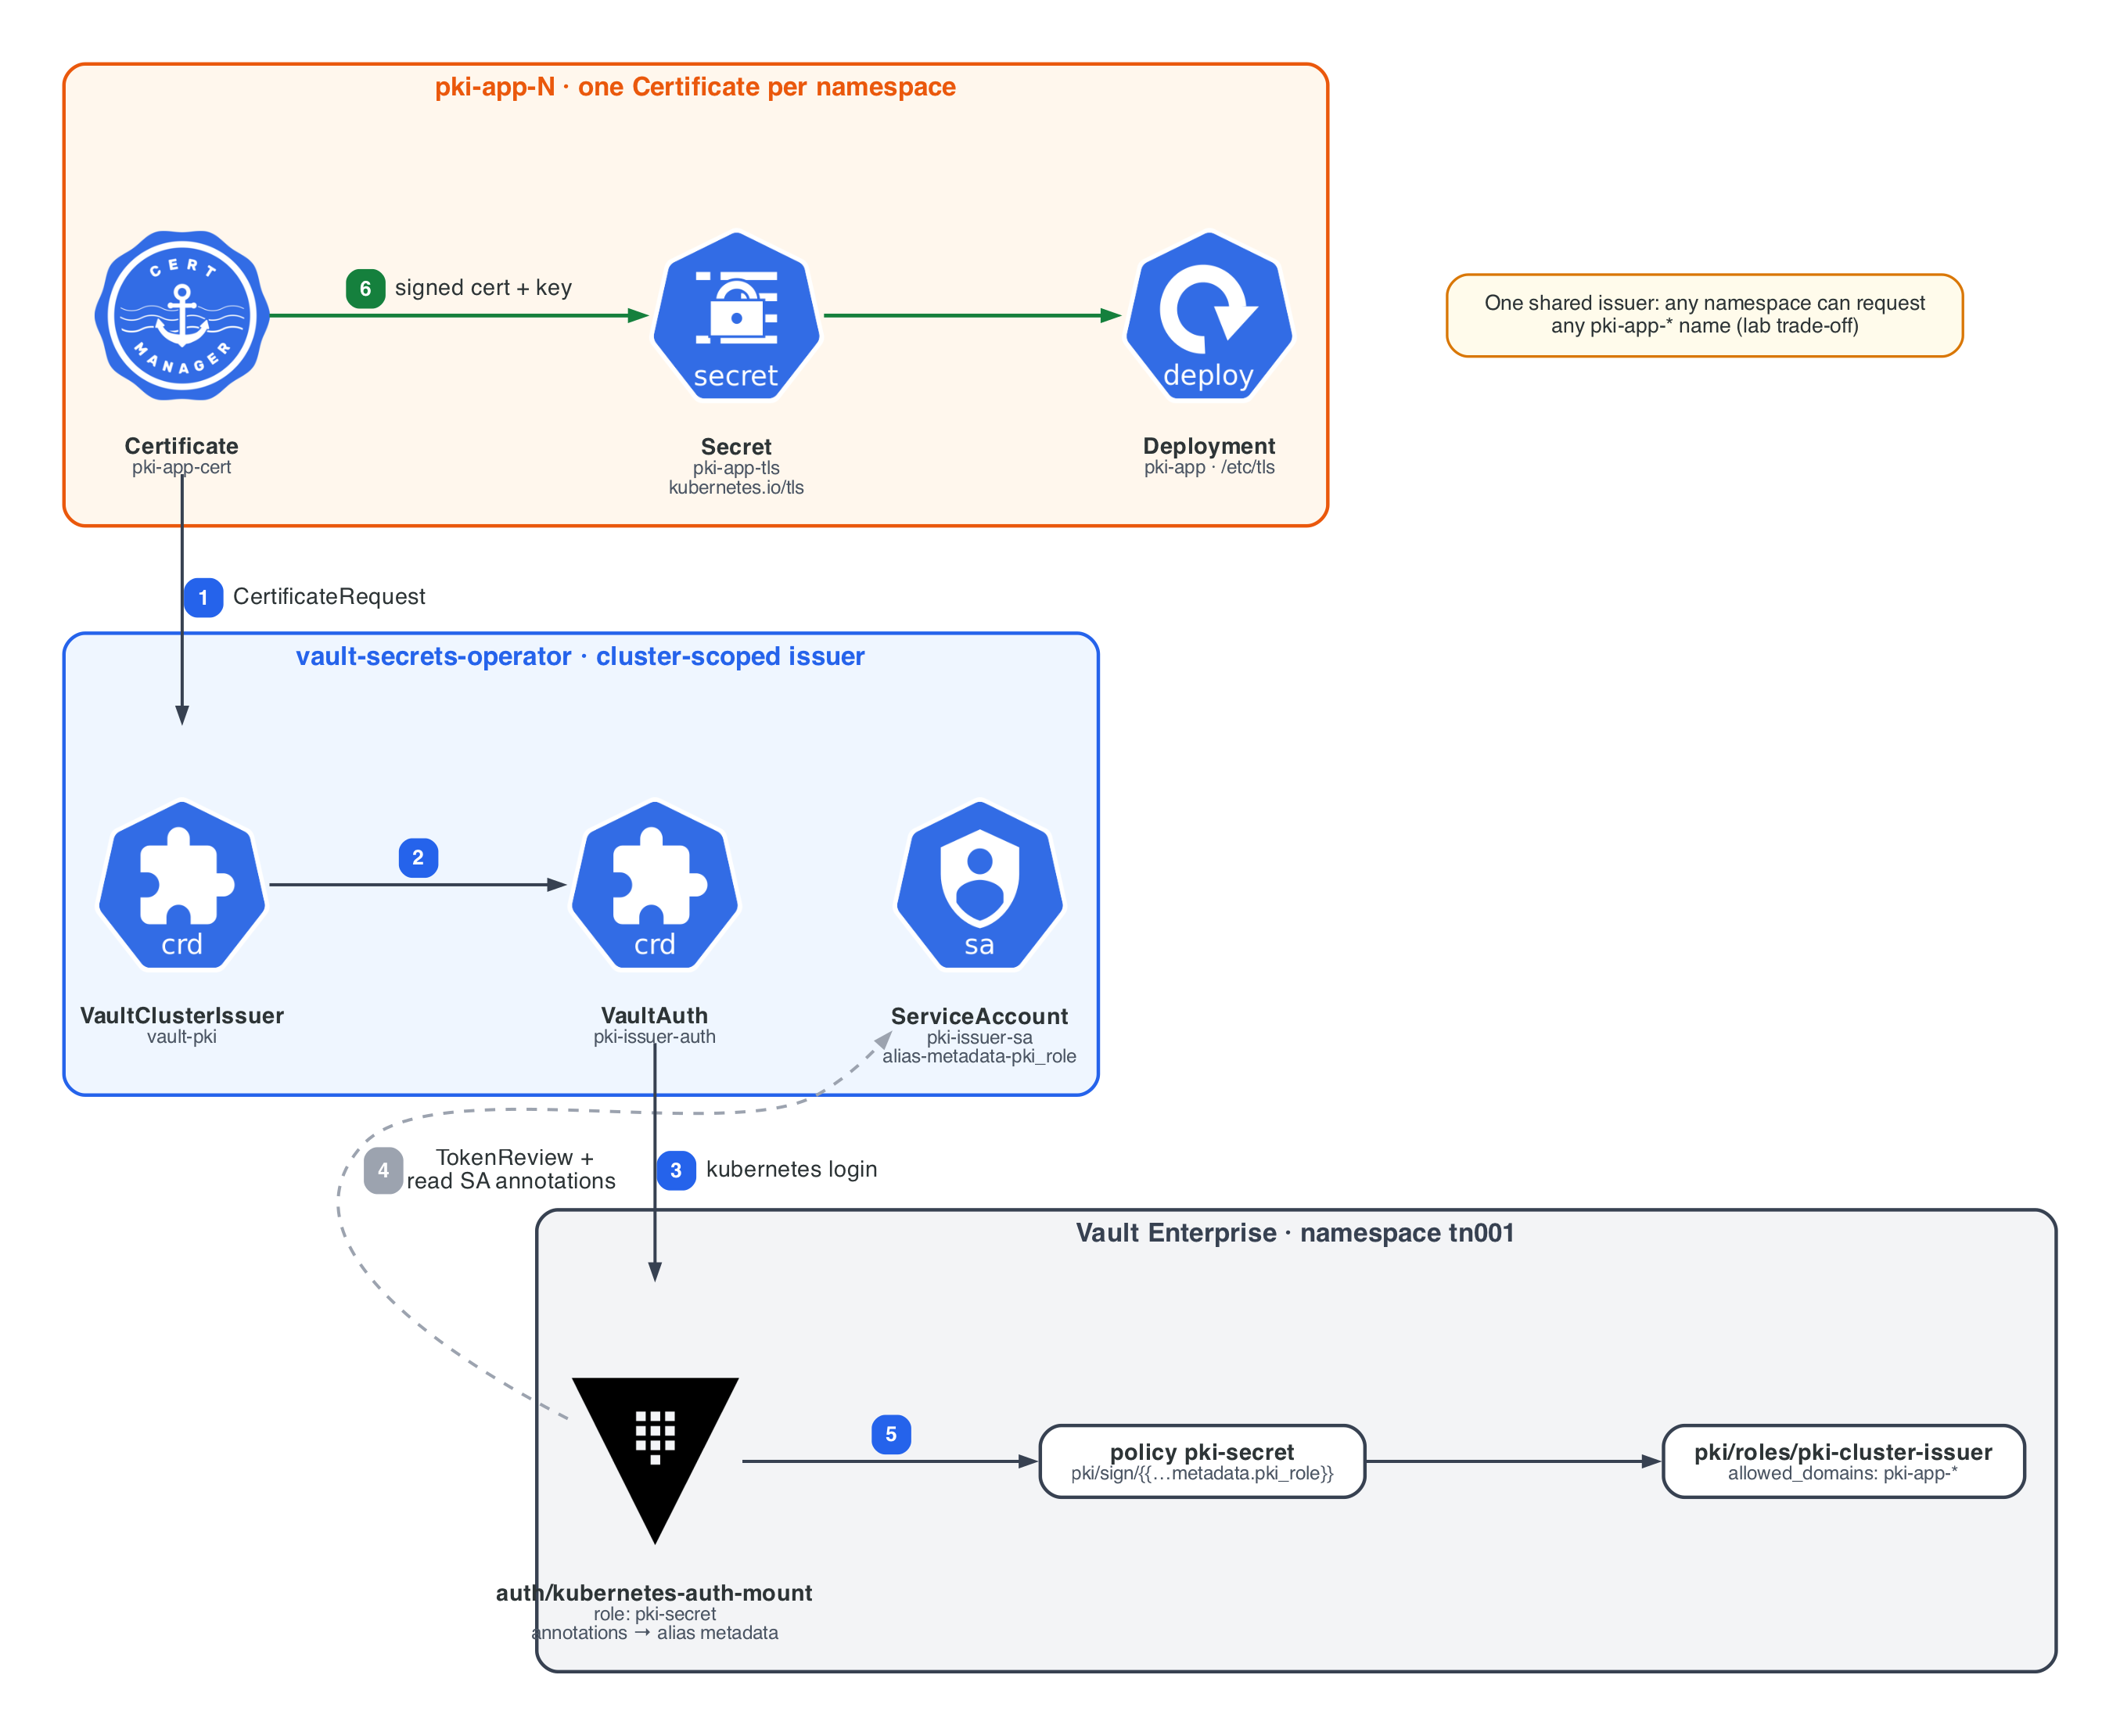 pki-app-N · one Certificate per namespace
CERT
MANAGER
6
signed cert + key
secret
deploy
One shared issuer: any namespace can request
any pki-app-* name (lab trade-off)
Certificate
pki-app-cert
Secret
pki-app-tls
kubernetes.io/tls
Deployment
pki-app · /etc/tls
1
CertificateRequest
vault-secrets-operator · cluster-scoped issuer
2
crd
crd
sa
VaultClusterIssuer
vault-pki
VaultAuth
pki-issuer-auth
ServiceAccount
pki-issuer-sa
alias-metadata-pki_role
4
TokenReview +
read SA annotations
3
kubernetes login
Vault Enterprise · namespace tn001
5
policy pki-secret
pki/sign/{{…metadata.pki_role}}
pki/roles/pki-cluster-issuer
allowed_domains: pki-app-*
auth/kubernetes-auth-mount
role: pki-secret
annotations → alias metadata